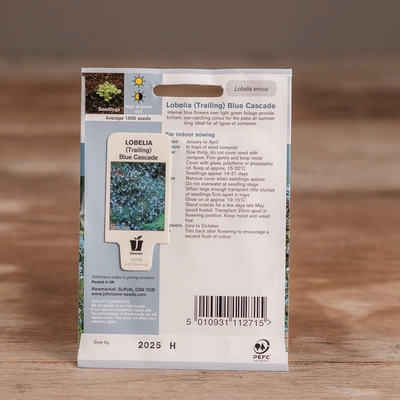 Lobelia erinus
Seedlings
Well drained
soil
Average 1500 seeds
Lobelia (Trailing) Blue Cascade
Intense blue flowers over light green foliage provide
brilliant, eye-catching colour for the patio all summer
long. Ideal for all types of container.
For indoor sowing
January to April
In trays of seed compost
Sow thinly, do not cover seed with
compost. Firm gently and keep moist
Cover with glass, polythene or propagator
lid. Keep at approx. 15-20°C
Seedlings appear 14-21 days
Remove cover when seedlings appear
Do not overwater at seedling stage
When large enough transplant little clumps
of seedlings 5cm apart in trays
Grow on at approx. 10-15°C
Stand outside for a few days late May
(avoid frosts). Transplant 20cm apart in
flowering position. Keep moist and weed
free
June to October
Trim back after flowering to encourage a
second flush of colour
LOBELIA
(Trailing)
Blue Cascade
Johnsons
Performance subject to growing conditions
Packed in UK
Newmarket, Suffolk, CB8 7QB
www.johnsons-seeds.com
QUALITY GUARANTEE
5 010931 112715 >
PEFC
Sow by
2025 H